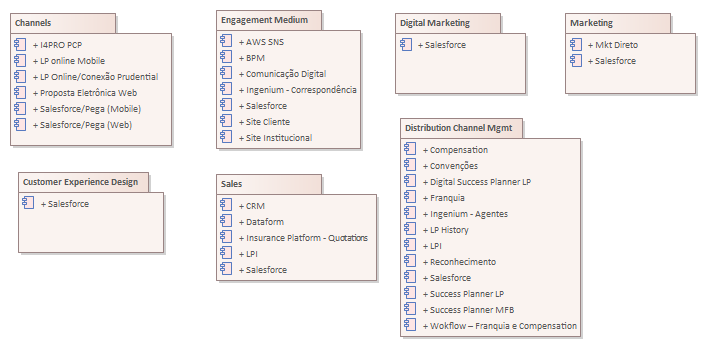 Channels
+ I4PRO PCP
+ LP online Mobile
+ LP Online/Conexão Prudential
+ Proposta Eletrônica Web
+ Salesforce/Pega (Mobile)
+ Salesforce/Pega (Web)
Engagement Medium
+ AWS SNS
+ BPM
+ Comunicação Digital
+ Ingenium - Correspondência
+ Salesforce
+ Site Cliente
+ Site Institucional
Digital Marketing
+ Salesforce
Marketing
+ Mkt Direto
+ Salesforce
Customer Experience Design
+ Salesforce
Sales
+ CRM
+ Dataform
+ Insurance Platform - Quotations
+ LPI
+ Salesforce
Distribution Channel Mgmt
+ Compensation
+ Convenções
+ Digital Success Planner LP
+ Franquia
+ Ingenium - Agentes
+ LP History
+ LPI
+ Reconhecimento
+ Salesforce
+ Success Planner LP
+ Success Planner MFB
+ Wokflow – Franquia e Compensation